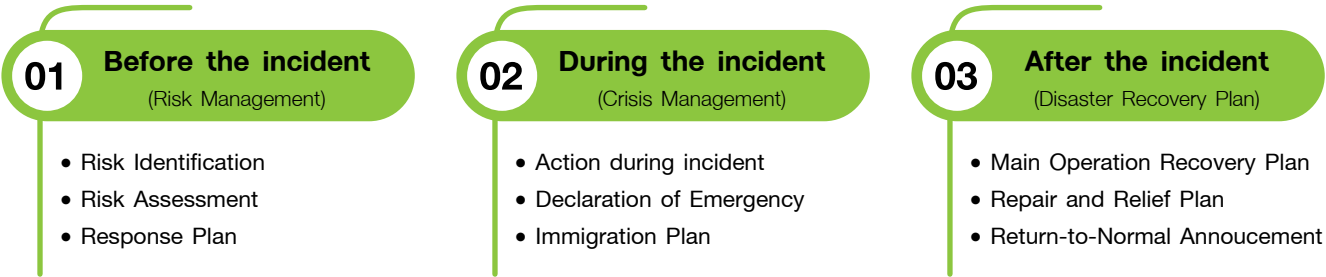 01
Before the incident
(Risk Management)
• Risk Identification
• Risk Assessment
• Response Plan
02
During the incident
(Crisis Management)
• Action during incident
• Declaration of Emergency
• Immigration Plan
03
After the incident
(Disaster Recovery Plan)
• Main Operation Recovery Plan
• Repair and Relief Plan
• Return-to-Normal Annoucement